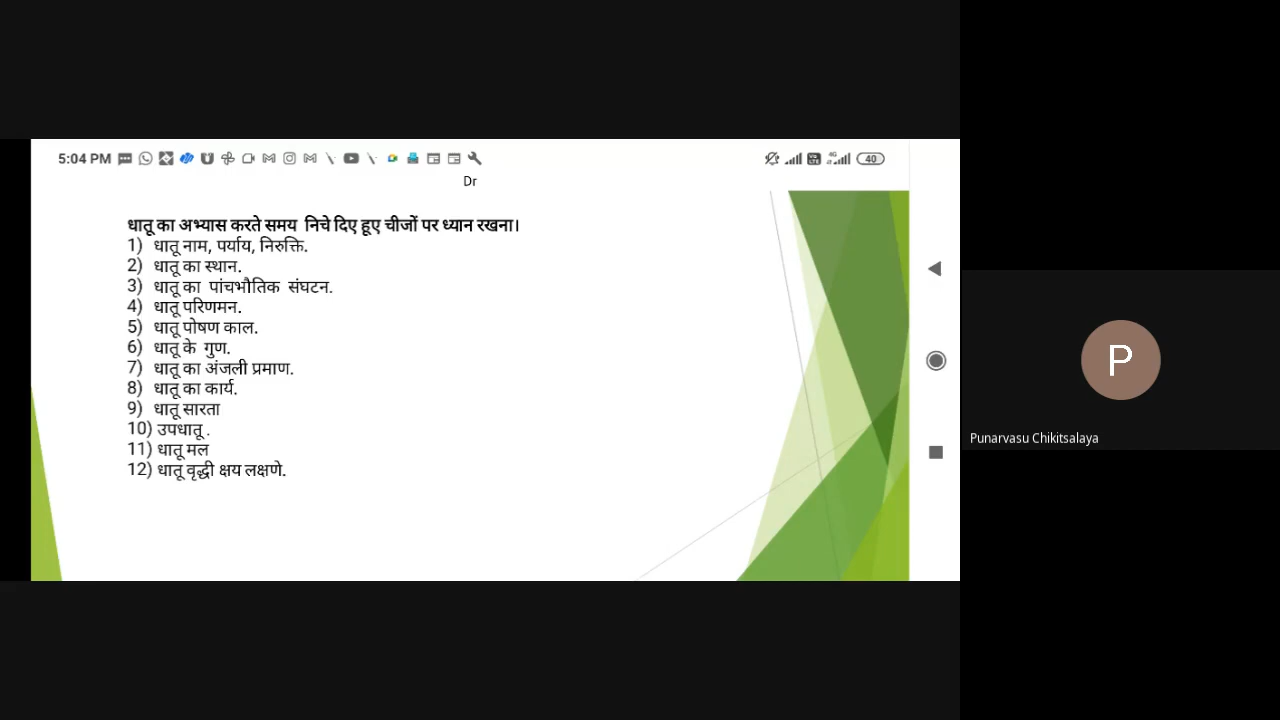 5:04 PM
40
Dr
धातू का अभ्यास करते समय निचे दिए हूए चीजों पर ध्यान रखना।
1) धातू नाम, पर्याय, निरुक्ति.
2) धातू का स्थान.
3) धातू का पांचभौतिक संघटन.
4) धातू परिणमन.
5) धातू पोषण काल.
6) धातू के गुण.
7) धातू का अंजली प्रमाण.
8) धातू का कार्य.
9) धातू सारता
10) उपधातू .
11) धातू मल
12) धातू वृद्धी क्षय लक्षणे.
P
Punarvasu Chikitsalaya